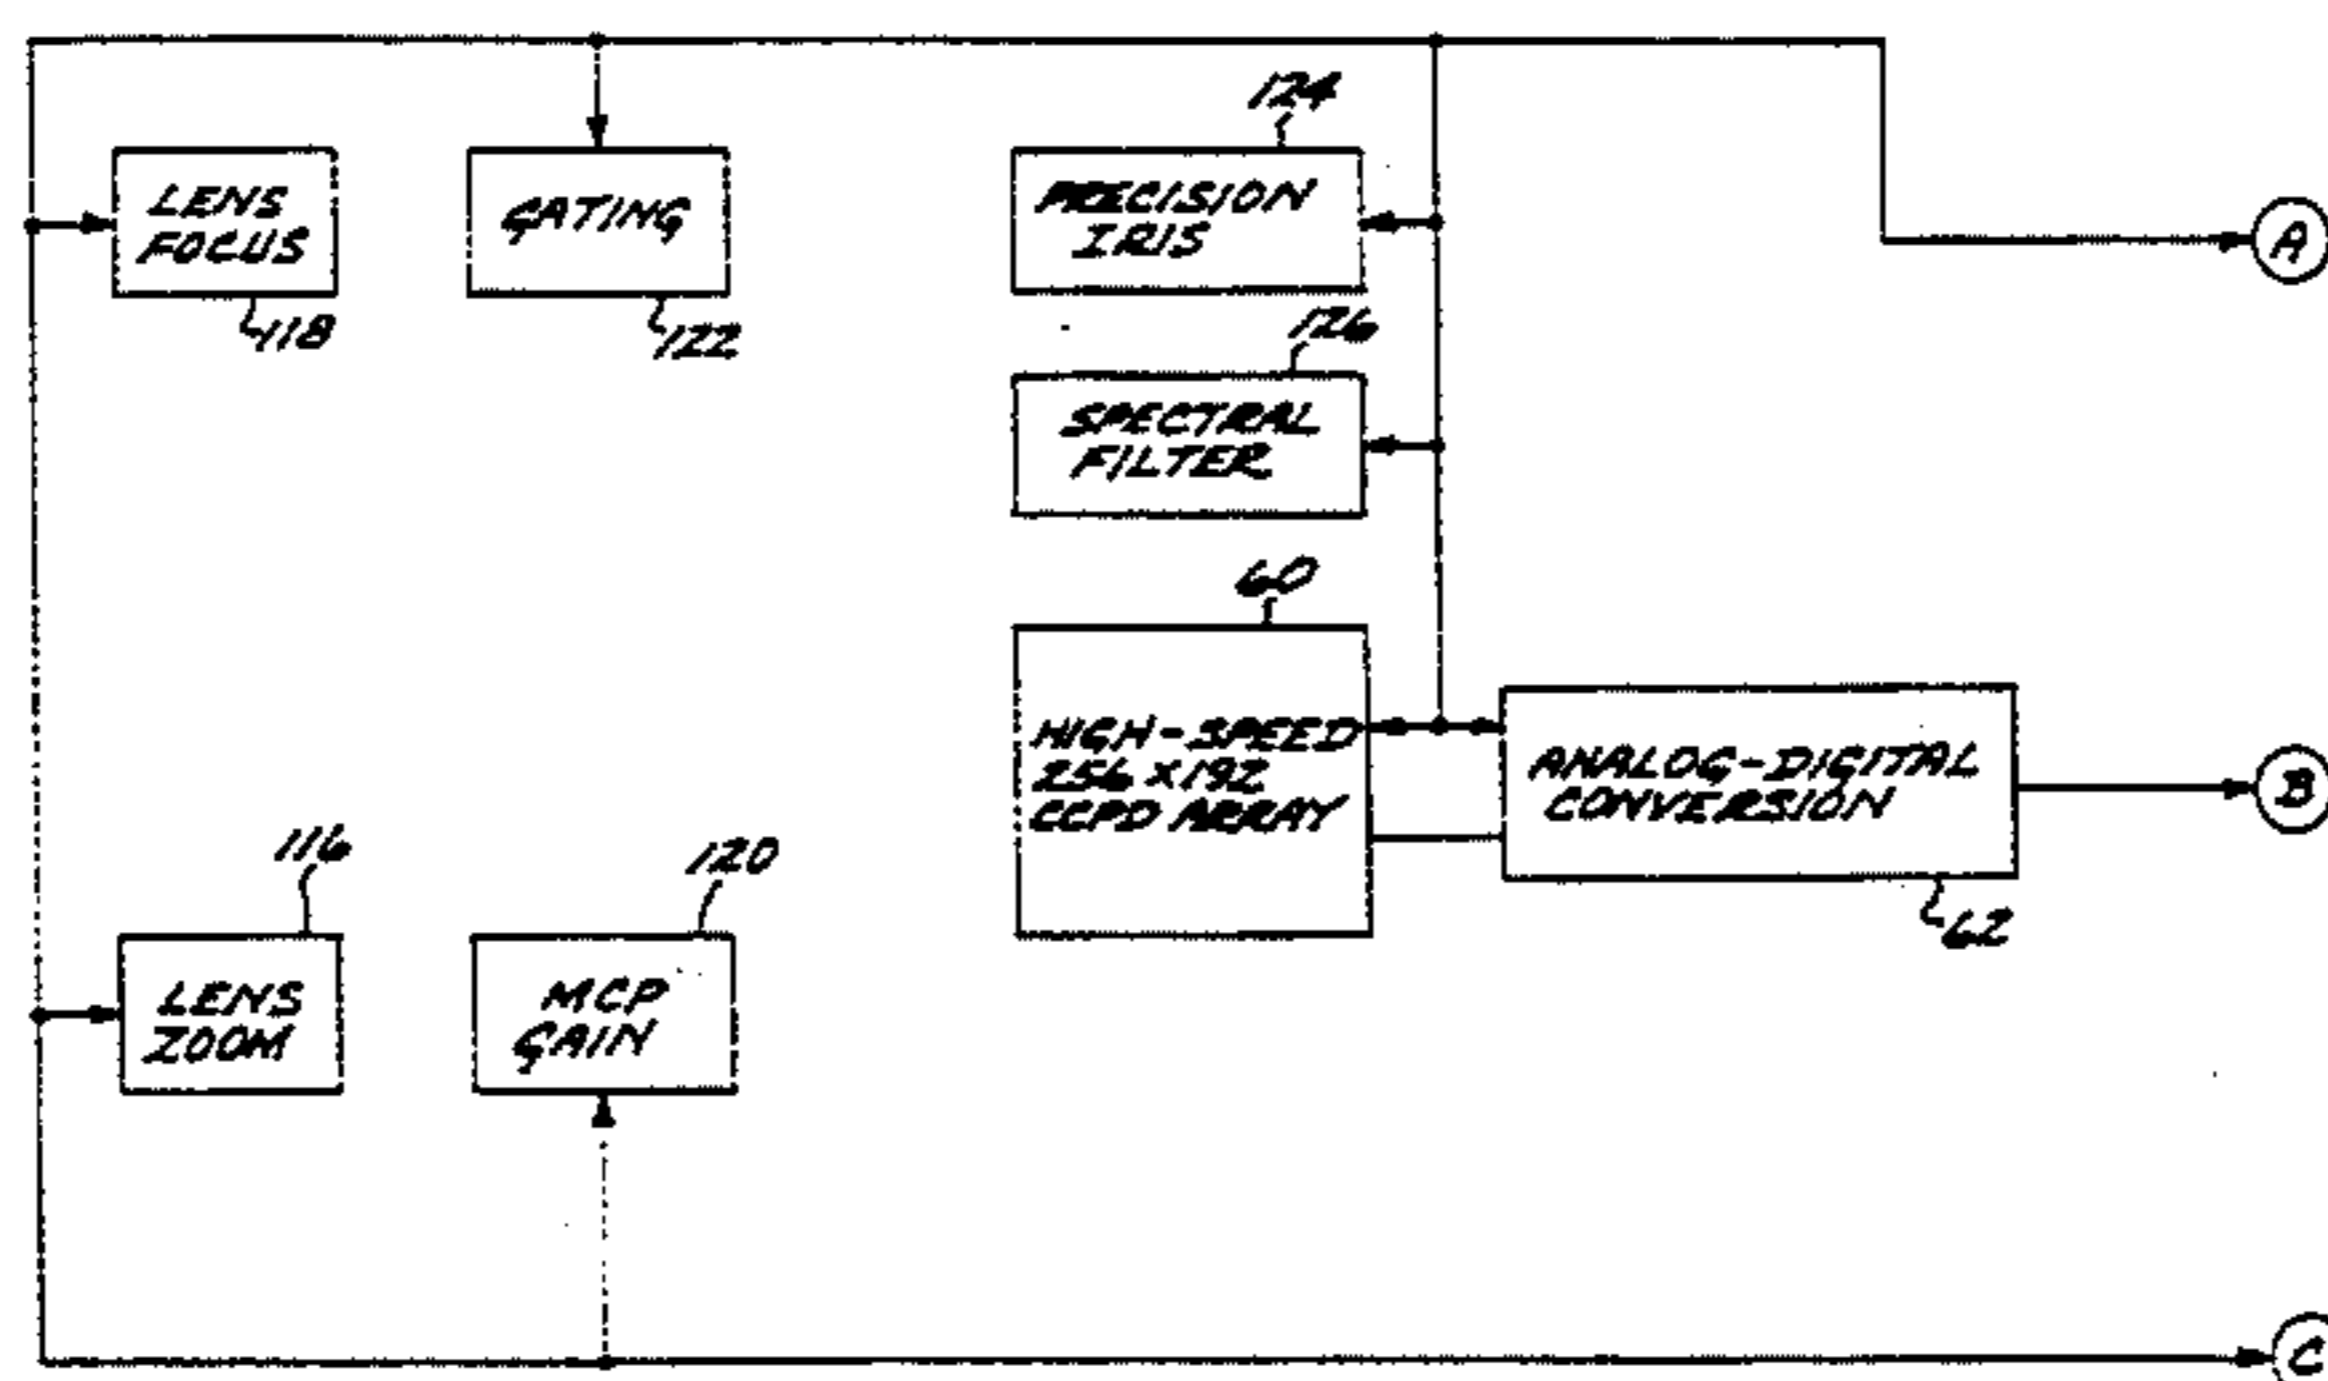 124
LENS
FOCUS
118
GATING
122
PRECISION
IRIS
A
126
SPECTRAL
FILTER
60
HIGH-SPEED
256 X 192
CCPD ARRAY
ANALOG-DIGITAL
CONVERSION
62
B
116
LENS
ZOOM
120
MCP
GAIN
C